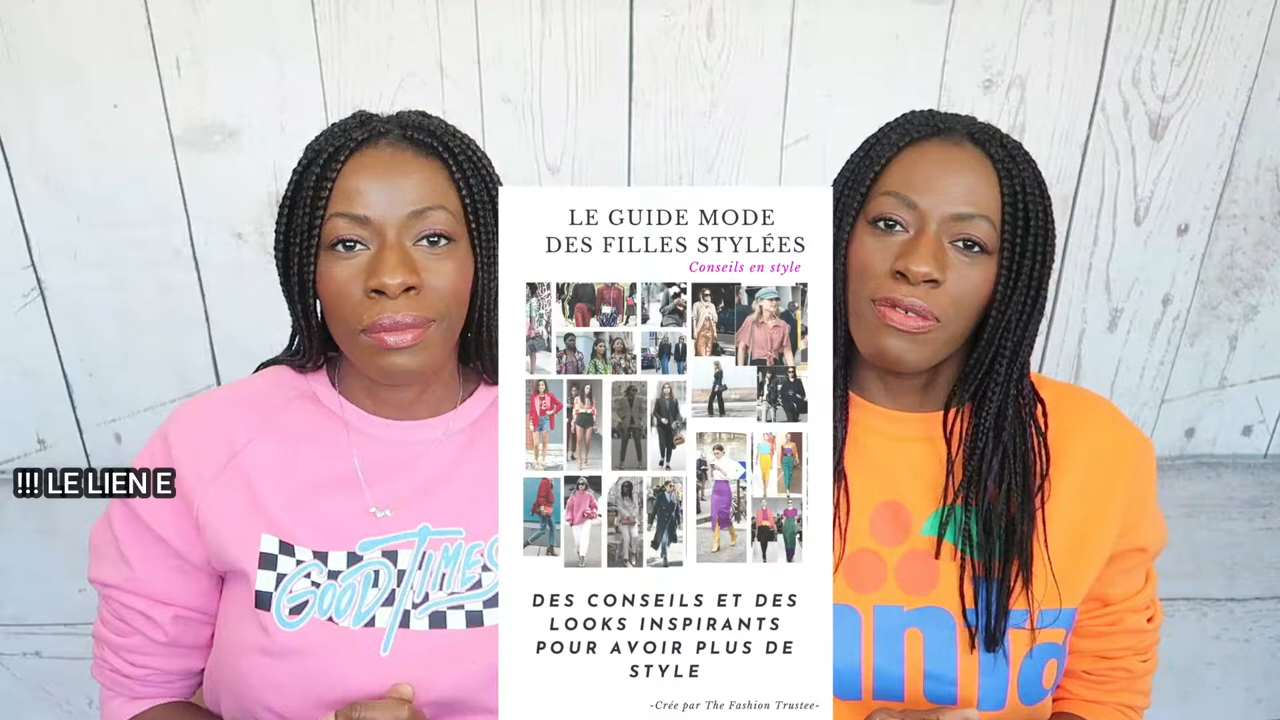 LE GUIDE MODE
DES FILLES STYLÉES
Conseils en style
!!! LE LIEN E
GOOD TIMES
DES CONSEILS ET DES
LOOKS INSPIRANTS
POUR AVOIR PLUS DE
STYLE
-Crée par The Fashion Trustee-